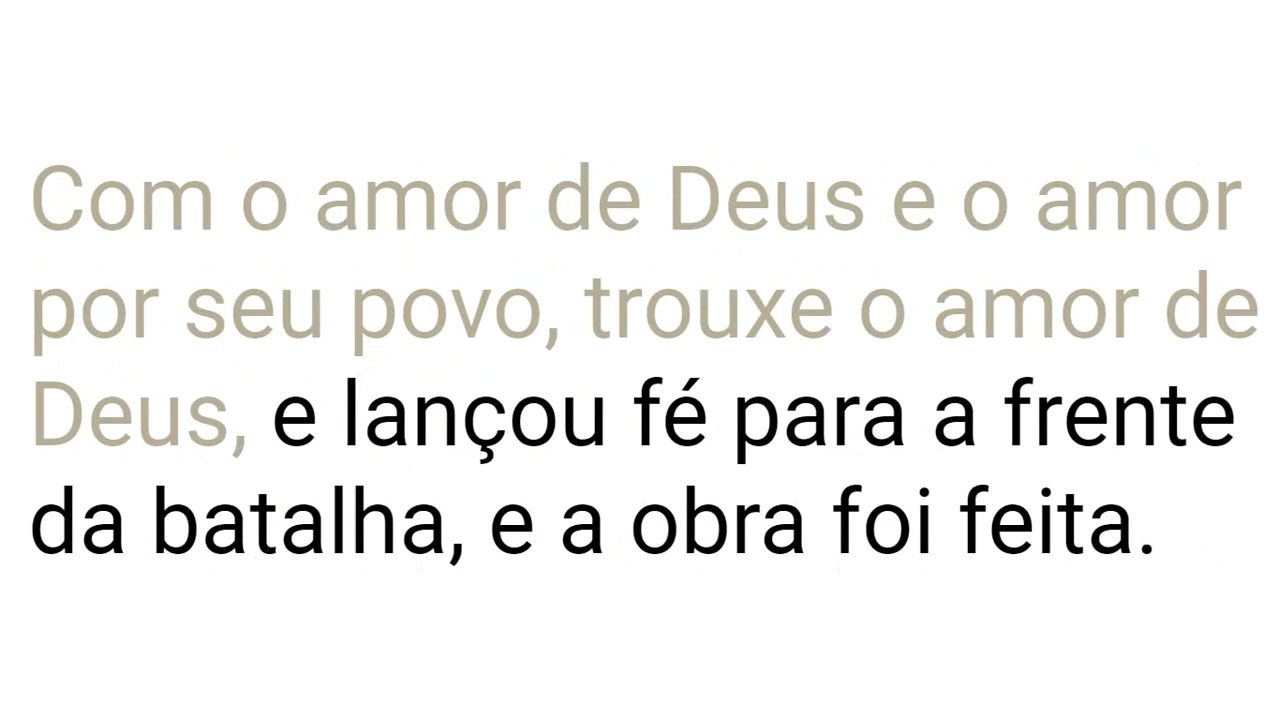 Com o amor de Deus e o amor
por seu povo, trouxe o amor de
Deus, e lançou fé para a frente
da batalha, e a obra foi feita.